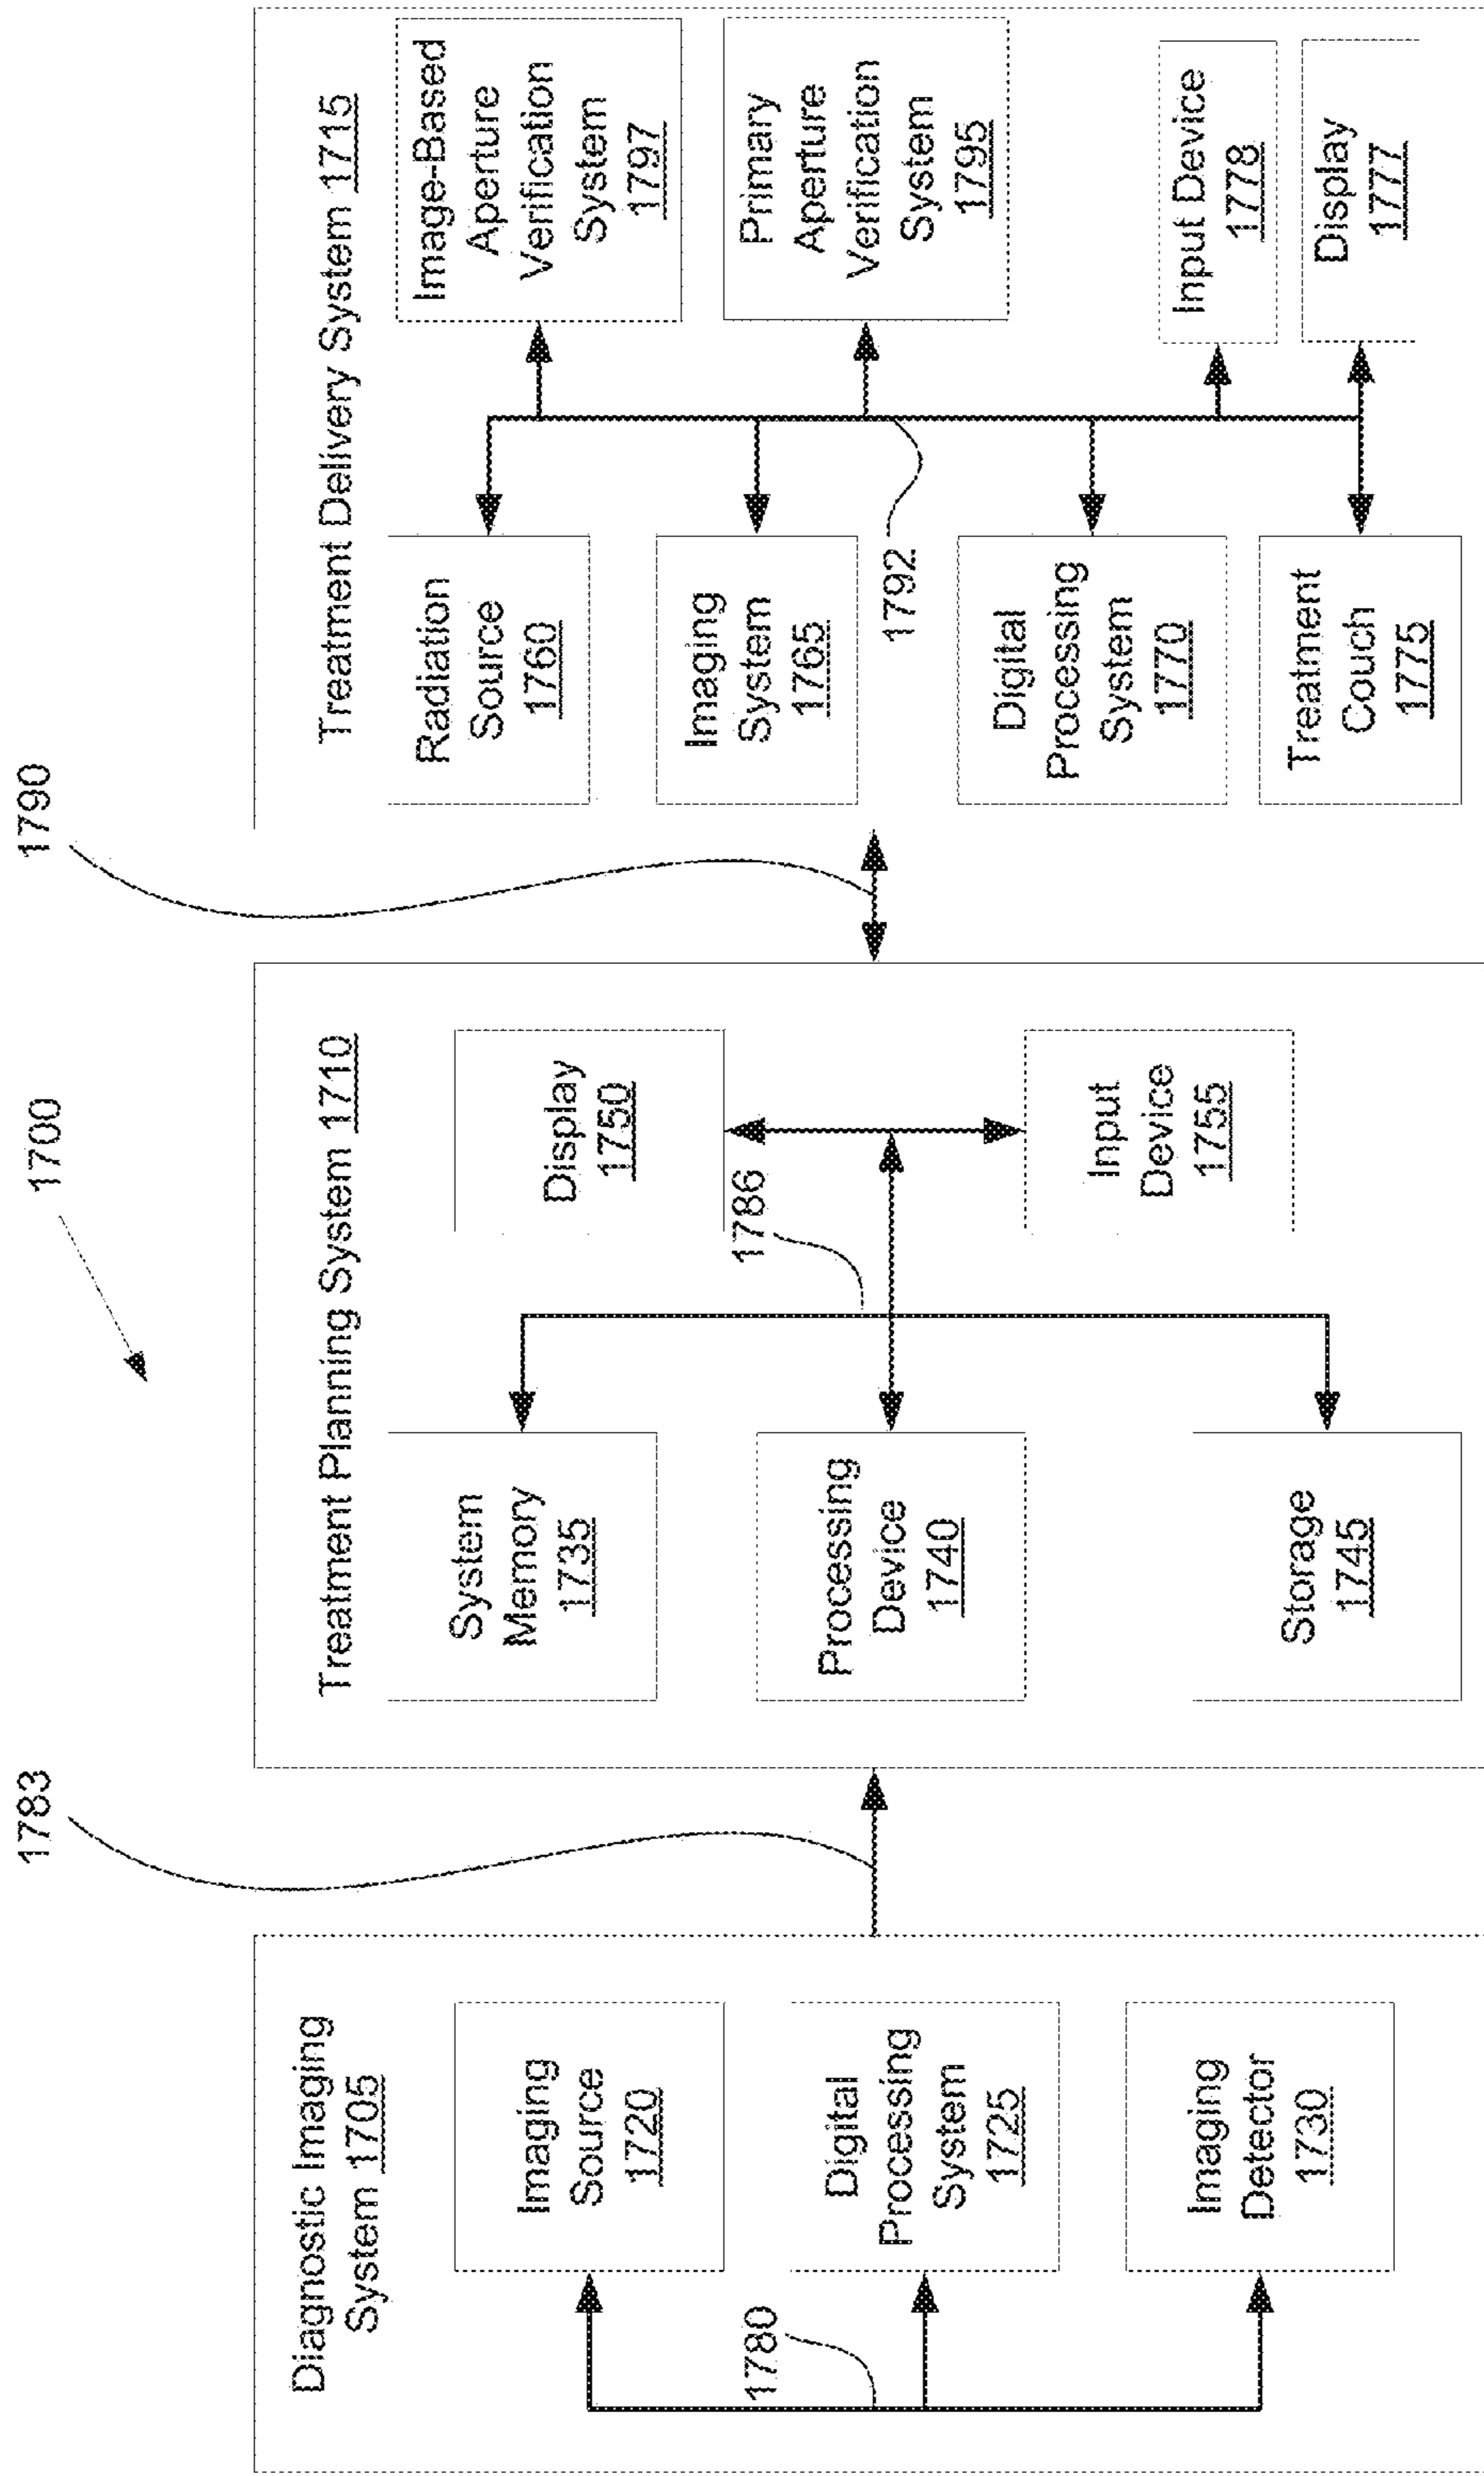 1700
1783
1790
Diagnostic Imaging
System 1705
Imaging
Source
1720
Digital
Processing
System
1725
Imaging
Detector
1730
1780
Treatment Planning System 1710
System
Memory
1735
Processing
Device
1740
Storage
1745
1786
Display
1750
Input
Device
1755
Treatment Delivery System 1715
Radiation
Source
1760
Imaging
System
1765
Digital
Processing
System
1770
Treatment
Couch
1775
1792
Image-Based
Aperture
Verification
System
1797
Primary
Aperture
Verification
System
1795
Input Device
1778
Display
1777